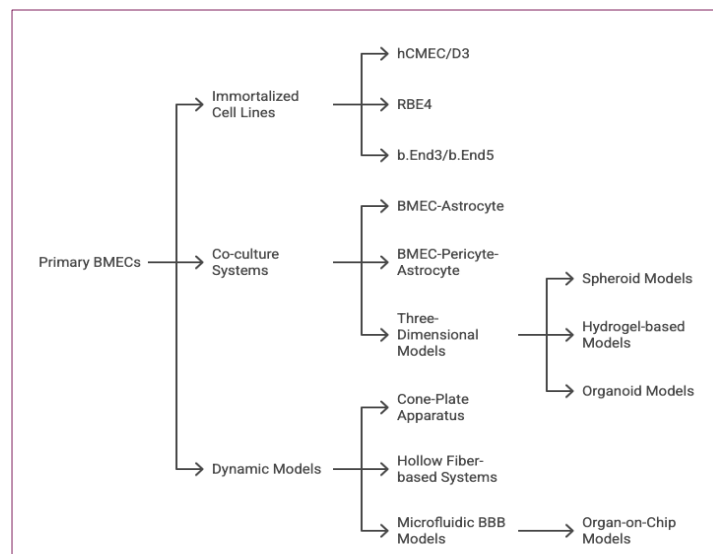 hCMEC/D3
Immortalized
Cell Lines
RBE4
b.End3/b.End5
BMEC-Astrocyte
Primary BMECs
Co-culture
Systems
BMEC-Pericyte-
Astrocyte
Three-
Dimensional
Models
Spheroid Models
Hydrogel-based
Models
Organoid Models
Cone-Plate
Apparatus
Dynamic Models
Hollow Fiber-
based Systems
Microfluidic BBB
Models
Organ-on-Chip
Models